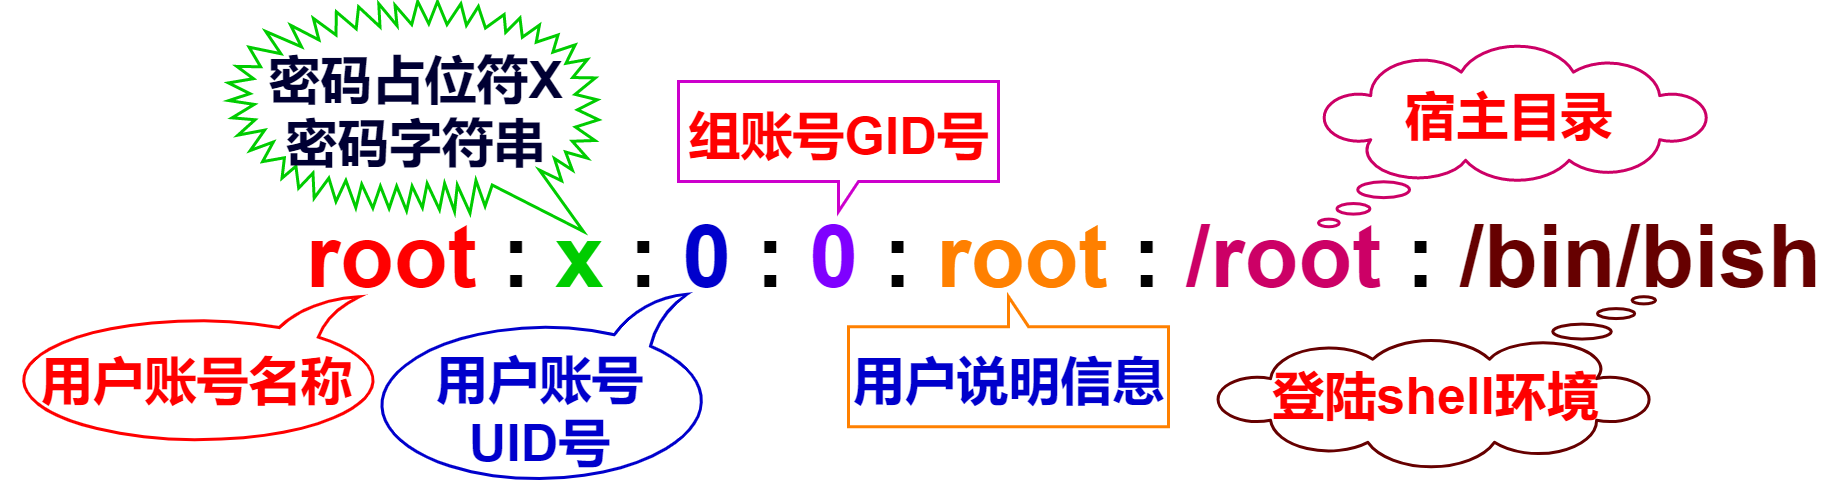 密码占位符X
密码字符串
组账号GID号
宿主目录
root : x : 0 : 0 : root : /root : /bin/bish
用户账号名称
用户账号
UID号
用户说明信息
登陆shell环境